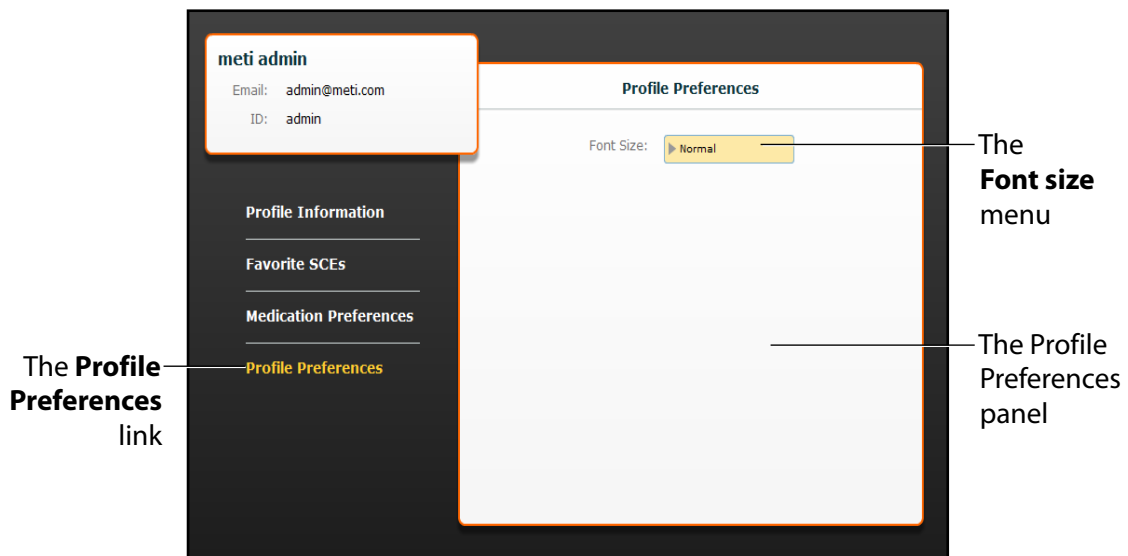 meti admin
Email: admin@meti.com
ID: admin
Profile Preferences
Font Size: Normal
The
Font size
menu
Profile Information
Favorite SCEs
Medication Preferences
Profile Preferences
The Profile
Preferences
link
The Profile
Preferences
panel